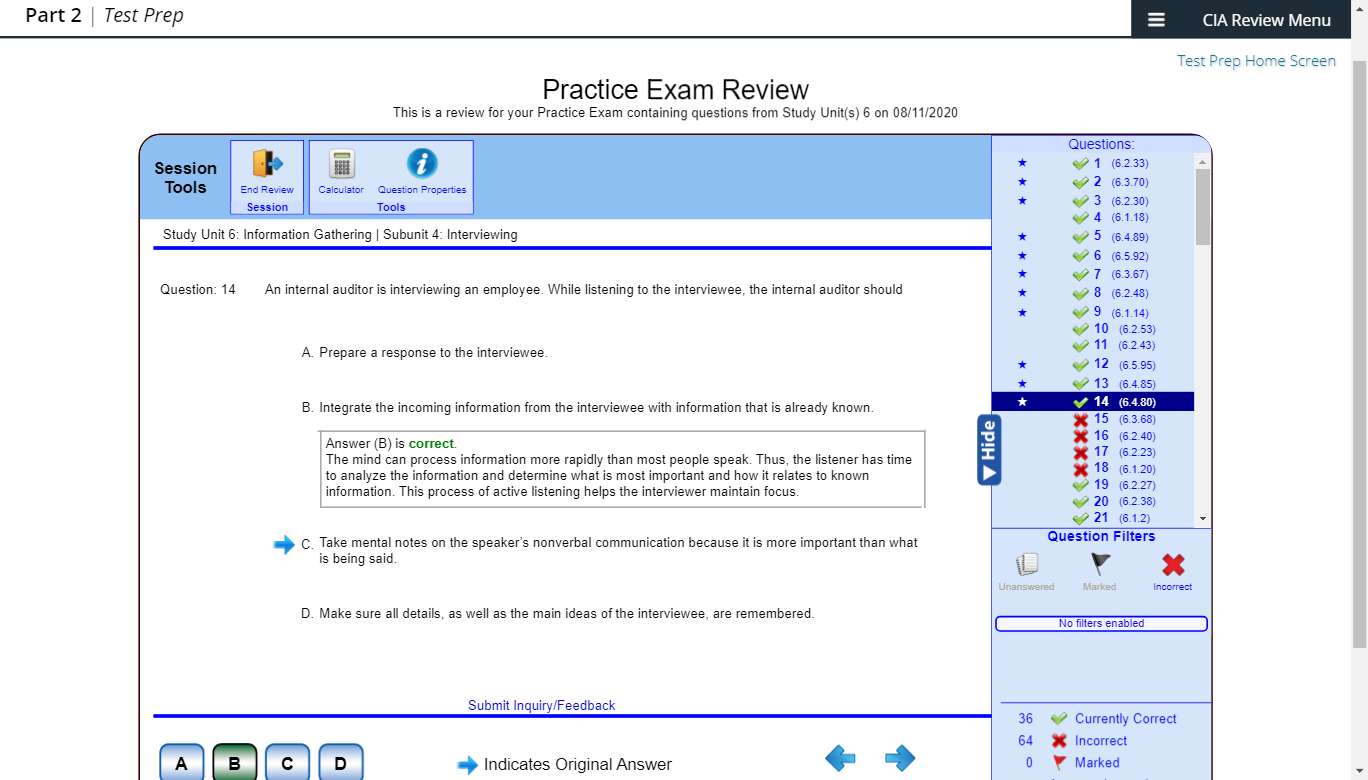 Part 2 | Test Prep
CIA Review Menu
Test Prep Home Screen
Practice Exam Review
This is a review for your Practice Exam containing questions from Study Unit(s) 6 on 08/11/2020
Session
Tools
End Review
Session
Calculator
Question Properties
Tools
Study Unit 6: Information Gathering | Subunit 4: Interviewing
Question: 14 An internal auditor is interviewing an employee. While listening to the interviewee, the internal auditor should
A. Prepare a response to the interviewee.
B. Integrate the incoming information from the interviewee with information that is already known.
Answer (B) is correct.
The mind can process information more rapidly than most people speak. Thus, the listener has time
to analyze the information and determine what is most important and how it relates to known
information. This process of active listening helps the interviewer maintain focus.
C. Take mental notes on the speaker's nonverbal communication because it is more important than what
is being said.
D. Make sure all details, as well as the main ideas of the interviewee, are remembered.
Submit Inquiry/Feedback
A B C D
Indicates Original Answer
Questions:
1 (6.2.33)
2 (6.3.70)
3 (6.2.30)
4 (6.1.18)
5 (6.4.89)
6 (6.5.92)
7 (6.3.67)
8 (6.2.48)
9 (6.1.14)
10 (6.2.53)
11 (6.2.43)
12 (6.5.95)
13 (6.4.85)
14 (6.4.80)
15 (6.3.68)
16 (6.2.40)
17 (6.2.23)
18 (6.1.20)
19 (6.2.27)
20 (6.2.38)
21 (6.1.2)
Hide
Question Filters
Unanswered
Marked
Incorrect
No filters enabled
36 Currently Correct
64 Incorrect
0 Marked